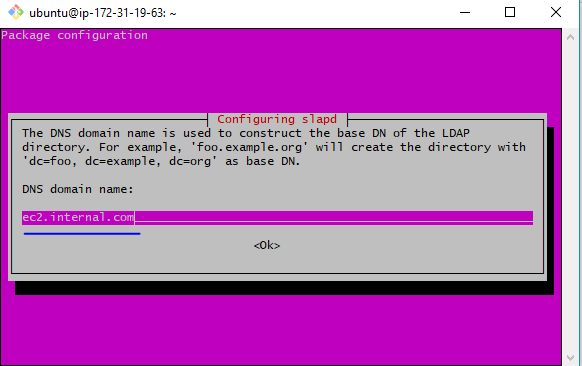 ubuntu@ip-172-31-19-63: ~
Package configuration
Configuring slapd
The DNS domain name is used to construct the base DN of the LDAP
directory. For example, 'foo.example.org' will create the directory with
'dc=foo, dc=example, dc=org' as base DN.
DNS domain name:
ec2.internal.com
<Ok>